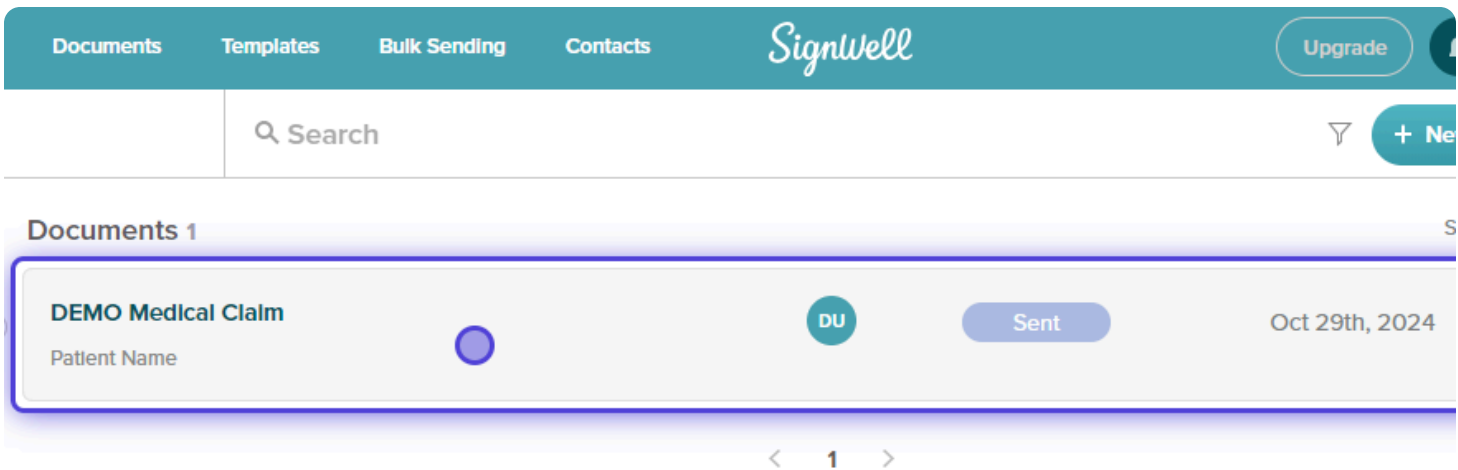 Documents Templates Bulk Sending Contacts SignWell Upgrade
Search
+
Documents 1
DEMO Medical Claim DU Sent Oct 29th, 2024
Patient Name
< 1 >